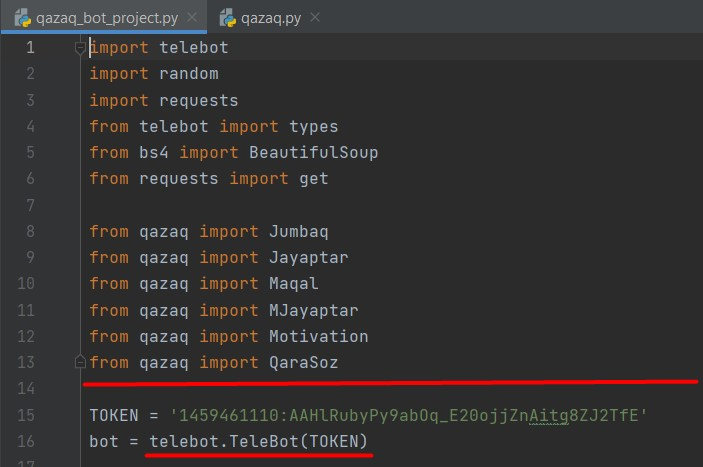 qazaq_bot_project.py qazaq.py
1 import telebot
2 import random
3 import requests
4 from telebot import types
5 from bs4 import BeautifulSoup
6 from requests import get
7
8 from qazaq import Jumbaq
9 from qazaq import Jayaptar
10 from qazaq import Maqal
11 from qazaq import MJayaptar
12 from qazaq import Motivation
13 from qazaq import QaraSoz
14
15 TOKEN = '1459461110:AAHlRubyPy9abOq_E20ojjZnAitg8ZJ2TfE'
16 bot = telebot.TeleBot(TOKEN)